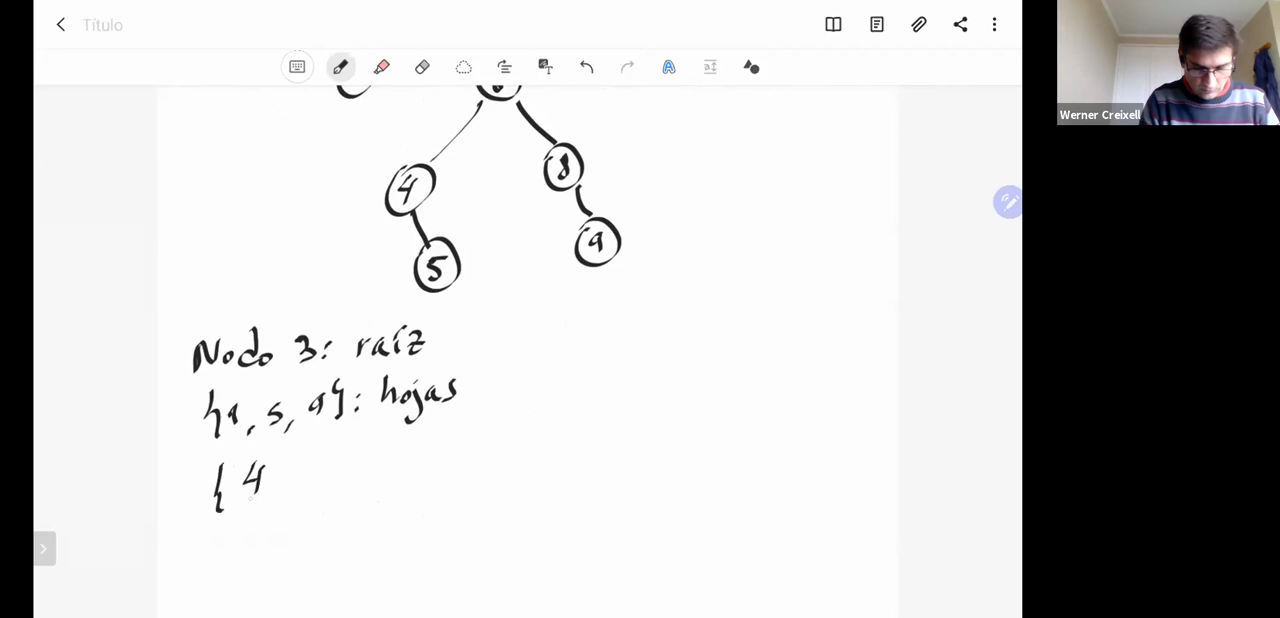 Título
Werner Creixell
4
8
5
9
Nodo 3: raíz
{1, 5, 9}: hojas
{ 4